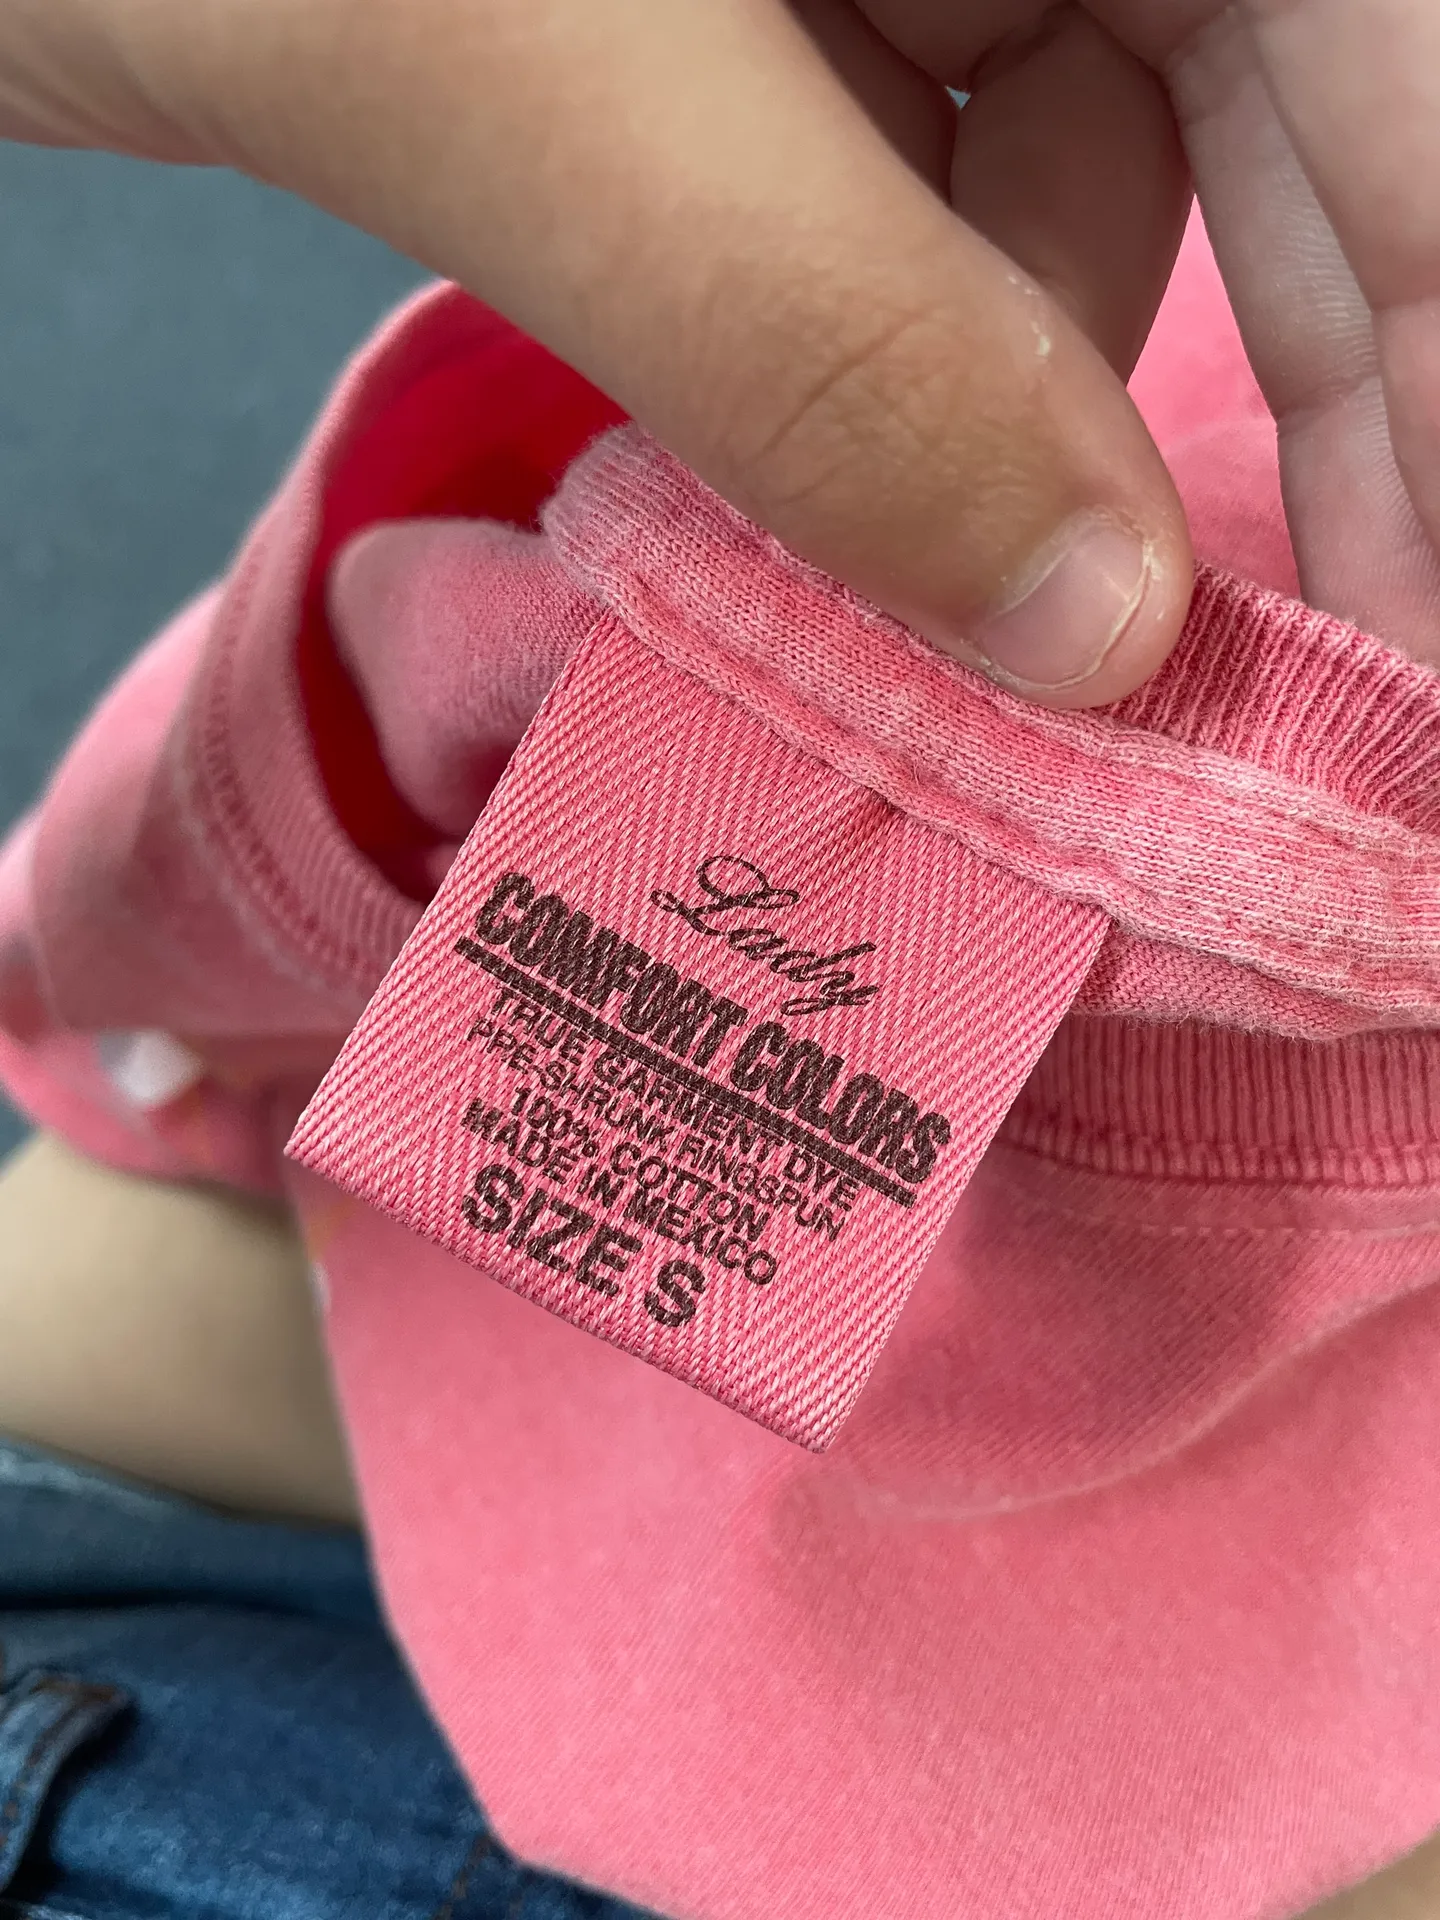 Lady
COMFORT COLORS
TRUE GARMENT DYE
PRE-SHRUNK RINGSPUN
100% COTTON
MADE IN MEXICO
SIZE S